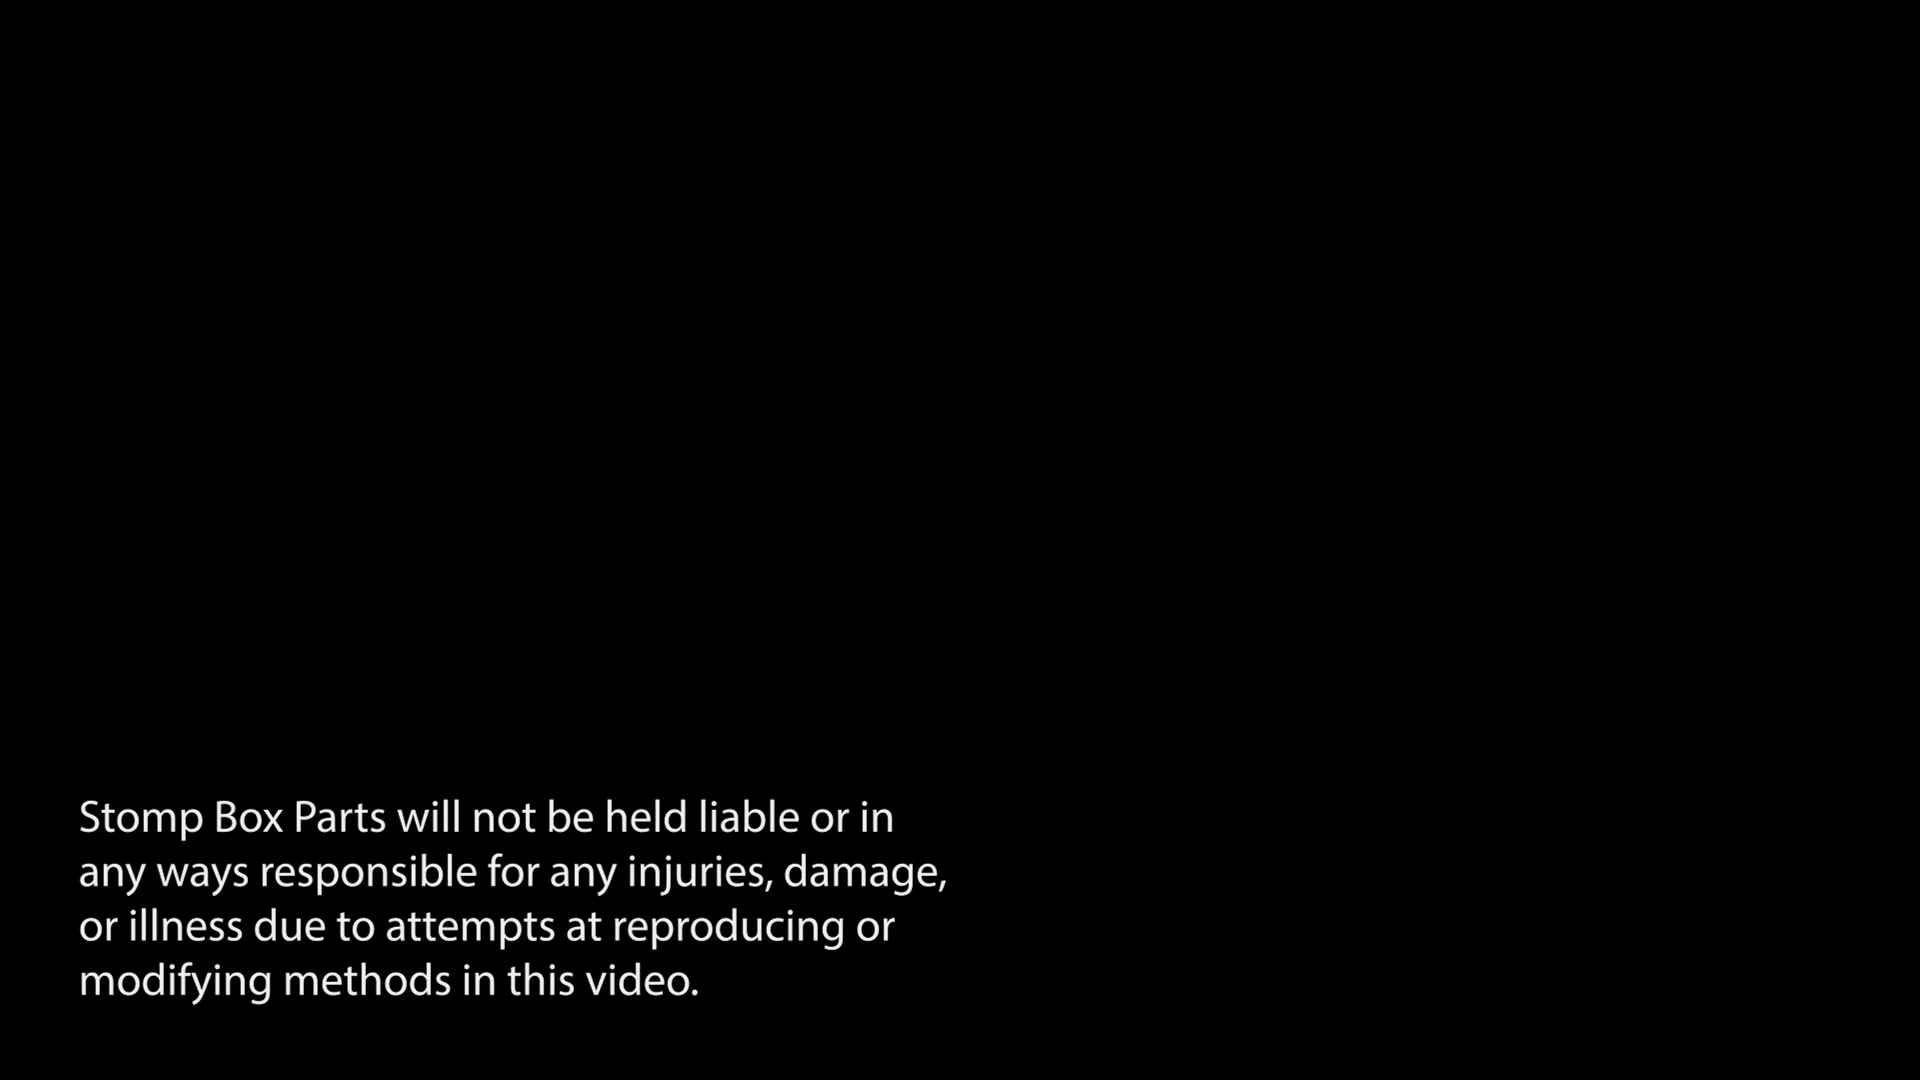 Stomp Box Parts will not be held liable or in
any ways responsible for any injuries, damage,
or illness due to attempts at reproducing or
modifying methods in this video.